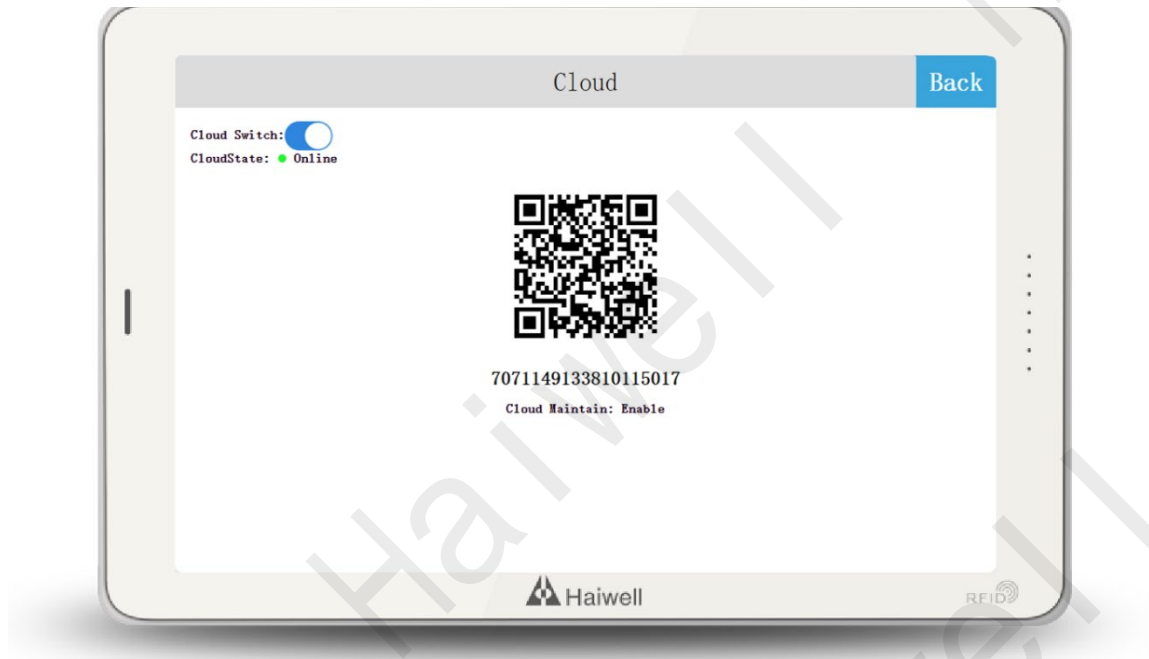 Cloud
Back
Cloud Switch:
CloudState: Online
7071149133810115017
Cloud Maintain: Enable
Haiwell
RFID
Haiwell